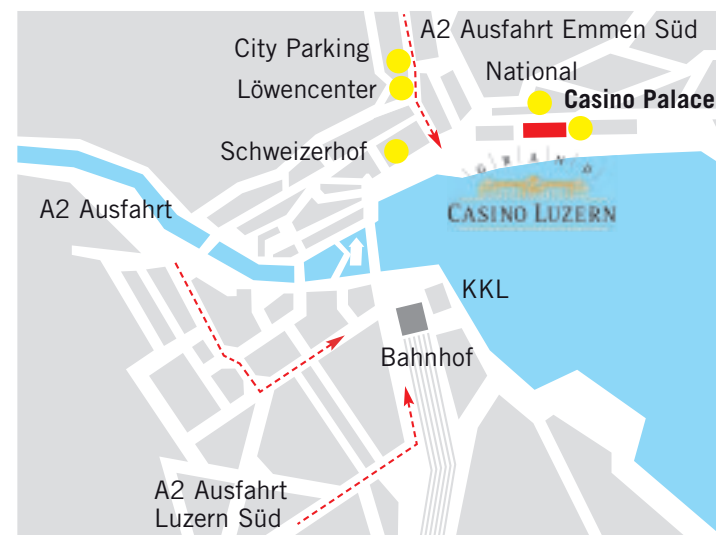 A2 Ausfahrt Emmen Süd
City Parking
National
Löwencenter
Casino Palace
Schweizerhof
GRAND
CASINO LUZERN
A2 Ausfahrt
KKL
Bahnhof
A2 Ausfahrt
Luzern Süd